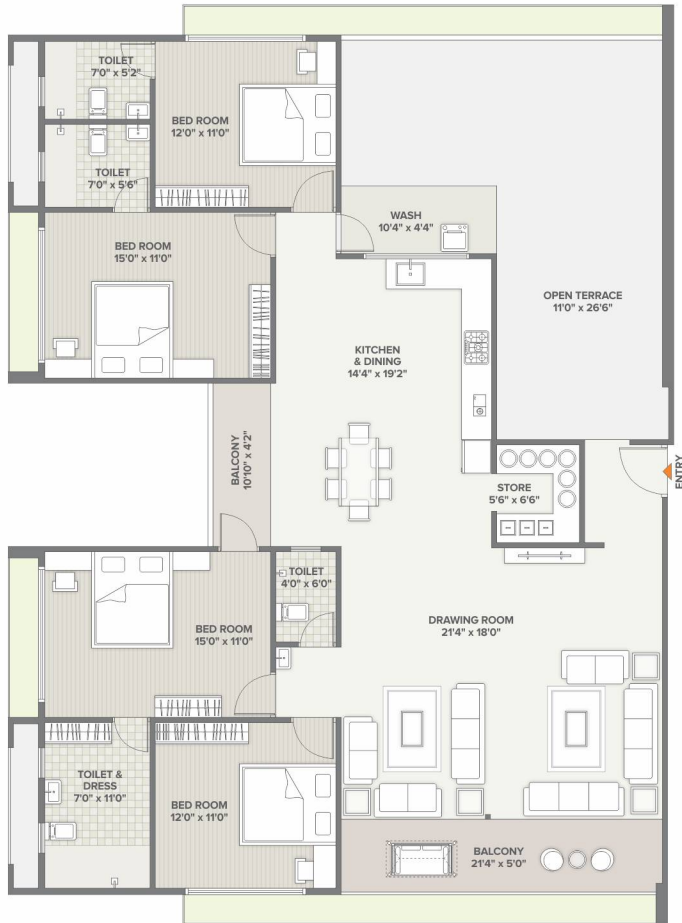 TOILET
7'0" x 5'2"
BED ROOM
12'0" x 11'0"
TOILET
7'0" x 5'6"
WASH
10'4" x 4'4"
BED ROOM
15'0" x 11'0"
OPEN TERRACE
11'0" x 26'6"
KITCHEN
& DINING
14'4" x 19'2"
BALCONY
10'10" x 4'2"
ENTRY
STORE
5'6" x 6'6"
TOILET
4'0" x 6'0"
BED ROOM
15'0" x 11'0"
DRAWING ROOM
21'4" x 18'0"
TOILET &
DRESS
7'0" x 11'0"
BED ROOM
12'0" x 11'0"
BALCONY
21'4" x 5'0"